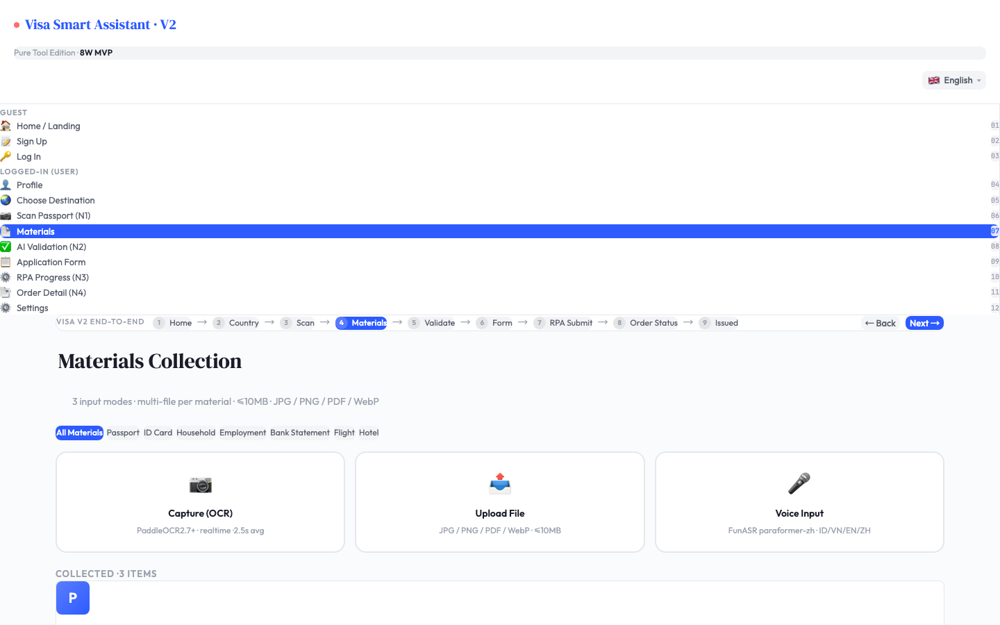 Visa Smart Assistant · V2
Pure Tool Edition · 8W MVP
English
GUEST
Home / Landing 01
Sign Up 02
Log In 03
LOGGED-IN (USER)
Profile 04
Choose Destination 05
Scan Passport (N1) 06
Materials 07
AI Validation (N2) 08
Application Form 09
RPA Progress (N3) 10
Order Detail (N4) 11
Settings 12
VISA V2 END-TO-END 1 Home → 2 Country → 3 Scan → 4 Materials → 5 Validate → 6 Form → 7 RPA Submit → 8 Order Status → 9 Issued ← Back Next →
Materials Collection
3 input modes · multi-file per material · ≤10MB · JPG / PNG / PDF / WebP
All Materials Passport ID Card Household Employment Bank Statement Flight Hotel
Capture (OCR)
PaddleOCR2.7+ · realtime ·2.5s avg
Upload File
JPG / PNG / PDF / WebP · ≤10MB
Voice Input
FunASR paraformer-zh · ID/VN/EN/ZH
COLLECTED ·3 ITEMS
P